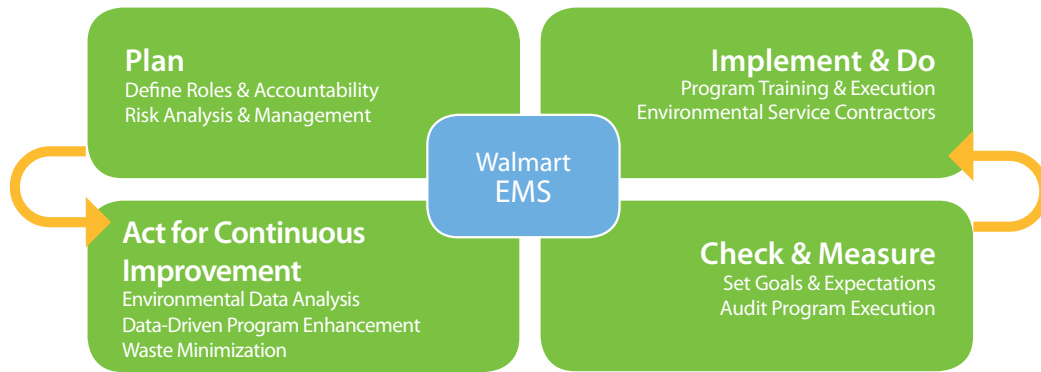 Plan
Define Roles & Accountability
Risk Analysis & Management
Implement & Do
Program Training & Execution
Environmental Service Contractors
Walmart
EMS
Act for Continuous
Improvement
Environmental Data Analysis
Data-Driven Program Enhancement
Waste Minimization
Check & Measure
Set Goals & Expectations
Audit Program Execution